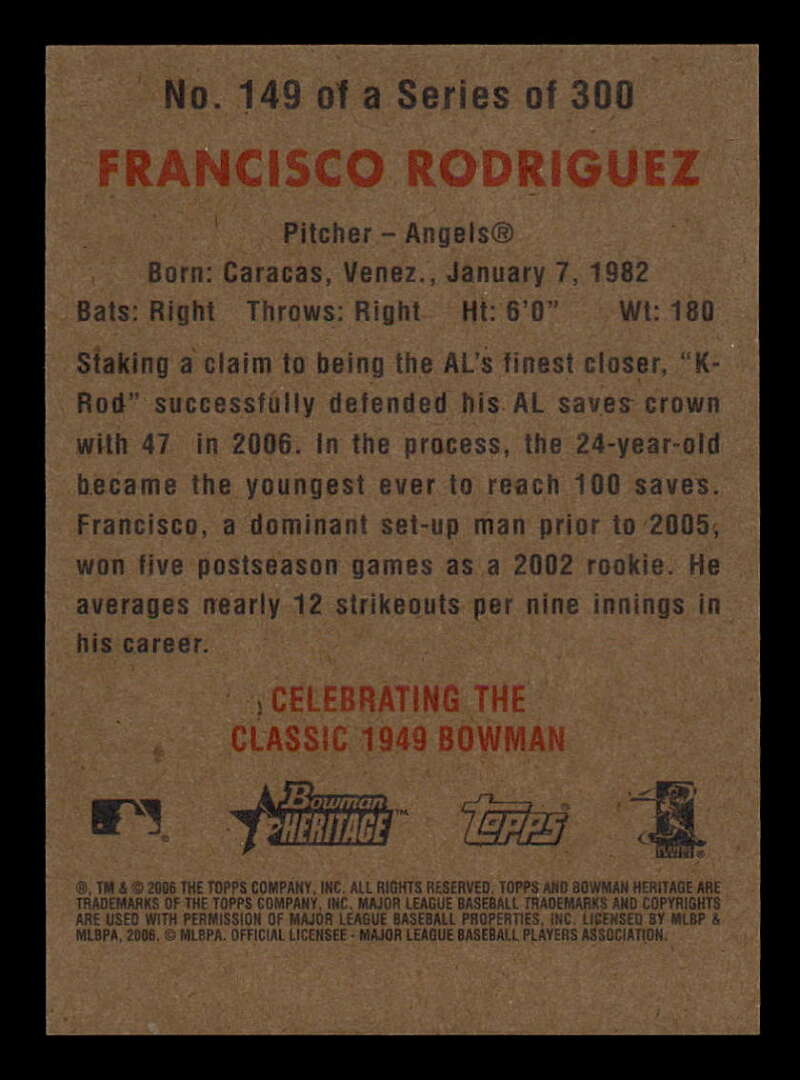 No. 149 of a Series of 300
FRANCISCO RODRIGUEZ
Pitcher – Angels®
Born: Caracas, Venez., January 7, 1982
Bats: Right Throws: Right Ht: 6'0" Wt: 180
Staking a claim to being the AL's finest closer, "K-
Rod" successfully defended his AL saves crown
with 47 in 2006. In the process, the 24-year-old
became the youngest ever to reach 100 saves.
Francisco, a dominant set-up man prior to 2005,
won five postseason games as a 2002 rookie. He
averages nearly 12 strikeouts per nine innings in
his career.
CELEBRATING THE
CLASSIC 1949 BOWMAN
Bowman
HERITAGE™
Topps®
®, TM & © 2006 THE TOPPS COMPANY, INC. ALL RIGHTS RESERVED. TOPPS AND BOWMAN HERITAGE ARE
TRADEMARKS OF THE TOPPS COMPANY, INC. MAJOR LEAGUE BASEBALL TRADEMARKS AND COPYRIGHTS
ARE USED WITH PERMISSION OF MAJOR LEAGUE BASEBALL PROPERTIES, INC. LICENSED BY MLBP &
MLBPA, 2006. © MLBPA. OFFICIAL LICENSEE - MAJOR LEAGUE BASEBALL PLAYERS ASSOCIATION.